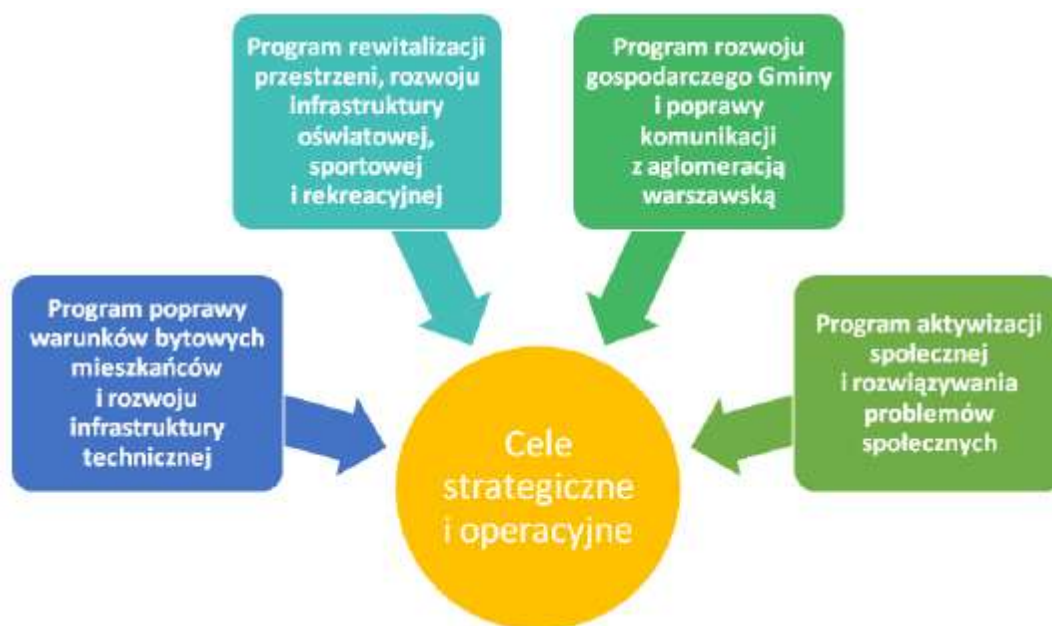 Program rewitalizacji
przestrzeni, rozwoju
infrastruktury
oświatowej,
sportowej
i rekreacyjnej
Program rozwoju
gospodarczego Gminy
i poprawy
komunikacji
z aglomeracją
warszawską
Program poprawy
warunków bytowych
mieszkańców
i rozwoju
infrastruktury
technicznej
Program aktywizacji
społecznej
i rozwiązywania
problemów
społecznych
Cele
strategiczne
i operacyjne